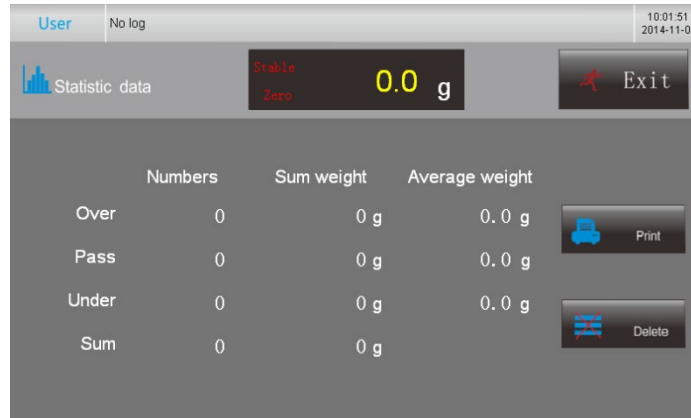 User No log 10:01:51
2014-11-0
Statistic data Stable 0.0 g Exit
Zero
Numbers Sum weight Average weight
Over 0 0 g 0.0 g
Print
Pass 0 0 g 0.0 g
Under 0 0 g 0.0 g
Delete
Sum 0 0 g